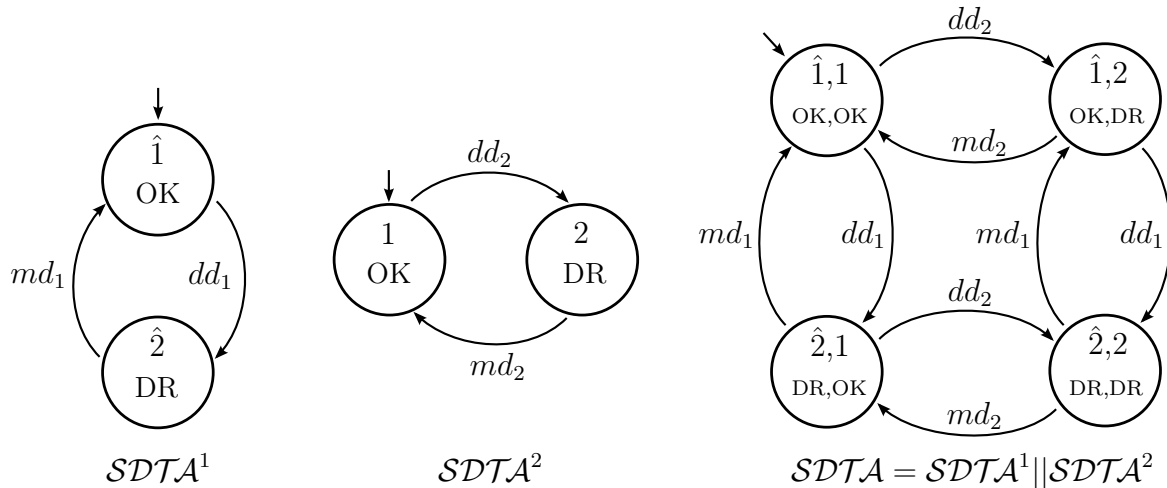 1̂
OK
md₁
dd₁
2̂
DR
𝒮𝒟𝒯𝒜¹
dd₂
1
OK
2
DR
md₂
𝒮𝒟𝒯𝒜²
dd₂
1̂,1
OK,OK
1̂,2
OK,DR
md₂
md₁
dd₁
md₁
dd₁
dd₂
2̂,1
DR,OK
2̂,2
DR,DR
md₂
𝒮𝒟𝒯𝒜 = 𝒮𝒟𝒯𝒜¹||𝒮𝒟𝒯𝒜²